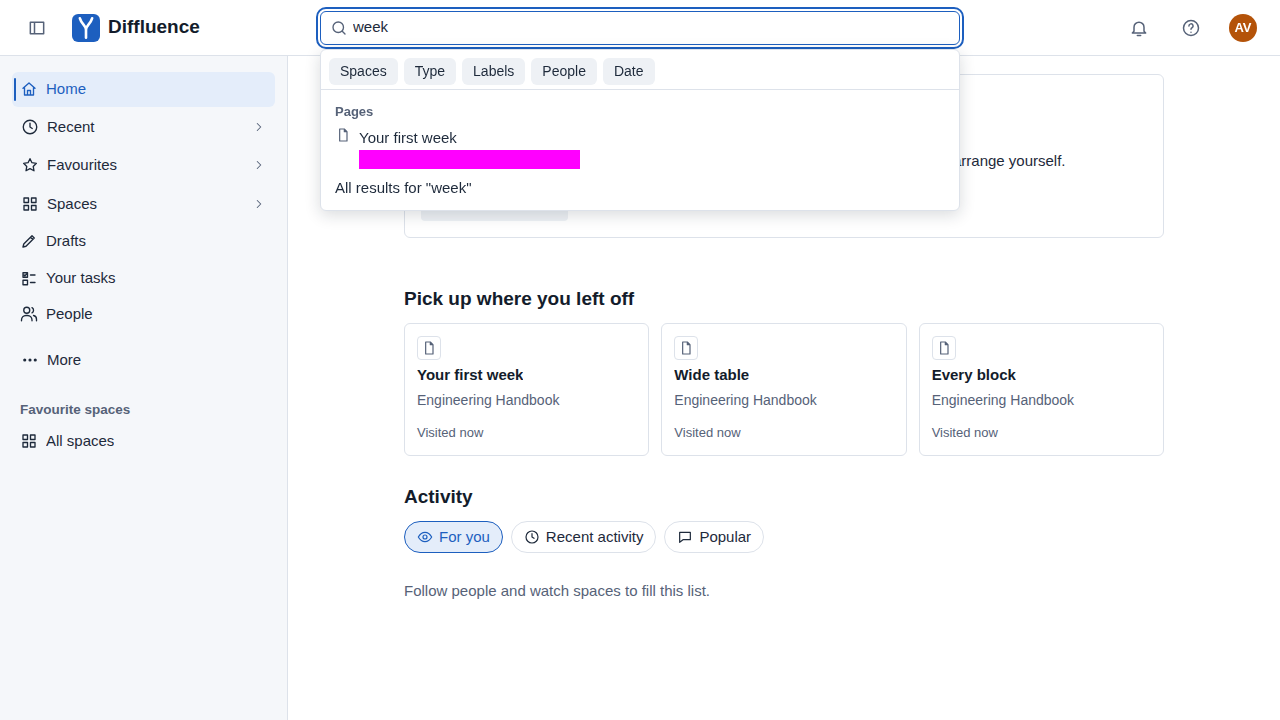 Diffluence
week
AV
Spaces
Type
Labels
People
Date
Pages
Your first week
All results for "week"
arrange yourself.
Home
Recent
Favourites
Spaces
Drafts
Your tasks
People
More
Favourite spaces
All spaces
Pick up where you left off
Your first week
Engineering Handbook
Visited now
Wide table
Engineering Handbook
Visited now
Every block
Engineering Handbook
Visited now
Activity
For you
Recent activity
Popular
Follow people and watch spaces to fill this list.